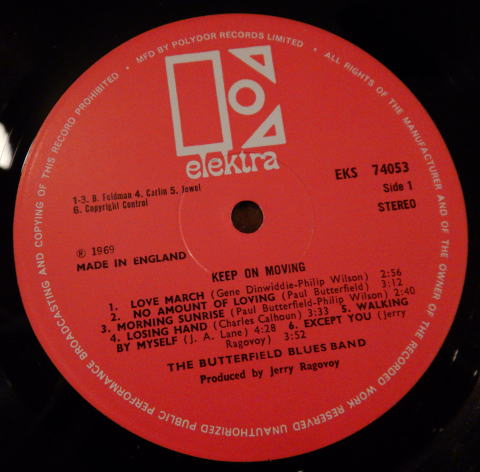 MFD BY POLYDOR RECORDS LIMITED • ALL RIGHTS OF THE MANUFACTURER AND OF THE OWNER OF THE RECORDED WORK RESERVED UNAUTHORIZED PUBLIC PERFORMANCE BROADCASTING AND COPYING OF THIS RECORD PROHIBITED •
elektra
1-3. B. Feldman 4. Carlin 5. Jewel
6. Copyright Control
EKS 74053
Side 1
STEREO
℗ 1969
MADE IN ENGLAND
KEEP ON MOVING
1. LOVE MARCH (Gene Dinwiddie-Philip Wilson) 2:56
2. NO AMOUNT OF LOVING (Paul Butterfield) 3:12
3. MORNING SUNRISE (Paul Butterfield-Philip Wilson) 2:40
4. LOSING HAND (Charles Calhoun) 3:33 5. WALKING
BY MYSELF (J. A. Lane) 4:28 6. EXCEPT YOU (Jerry
Ragovoy) 3:52
THE BUTTERFIELD BLUES BAND
Produced by Jerry Ragovoy